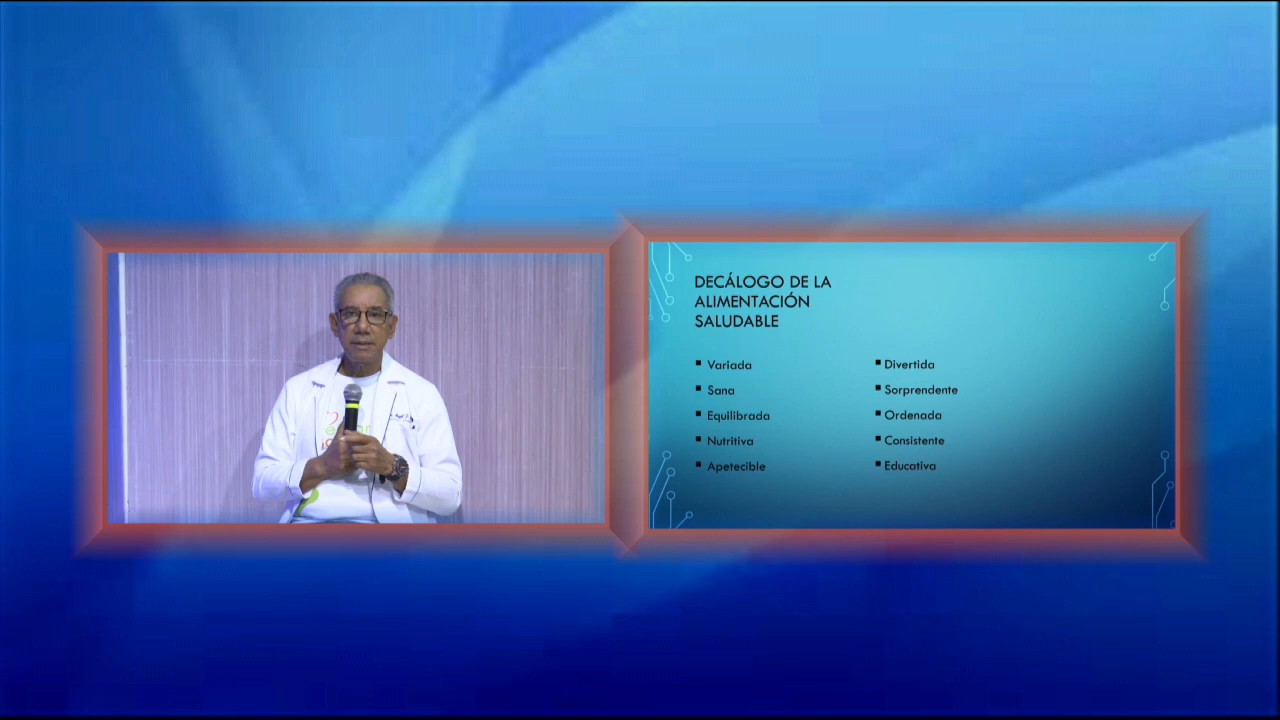 DECÁLOGO DE LA
ALIMENTACIÓN
SALUDABLE
Variada
Sana
Equilibrada
Nutritiva
Apetecible
Divertida
Sorprendente
Ordenada
Consistente
Educativa